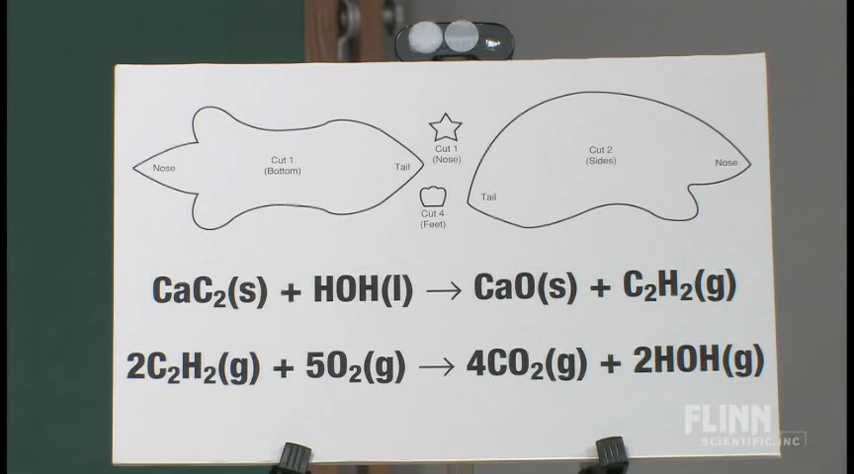 Nose
Cut 1
(Bottom)
Tail
Cut 1
(Nose)
Cut 4
(Feet)
Tail
Cut 2
(Sides)
Nose
CaC₂(s) + HOH(l) → CaO(s) + C₂H₂(g)
2C₂H₂(g) + 5O₂(g) → 4CO₂(g) + 2HOH(g)
FLINN
SCIENTIFIC, INC